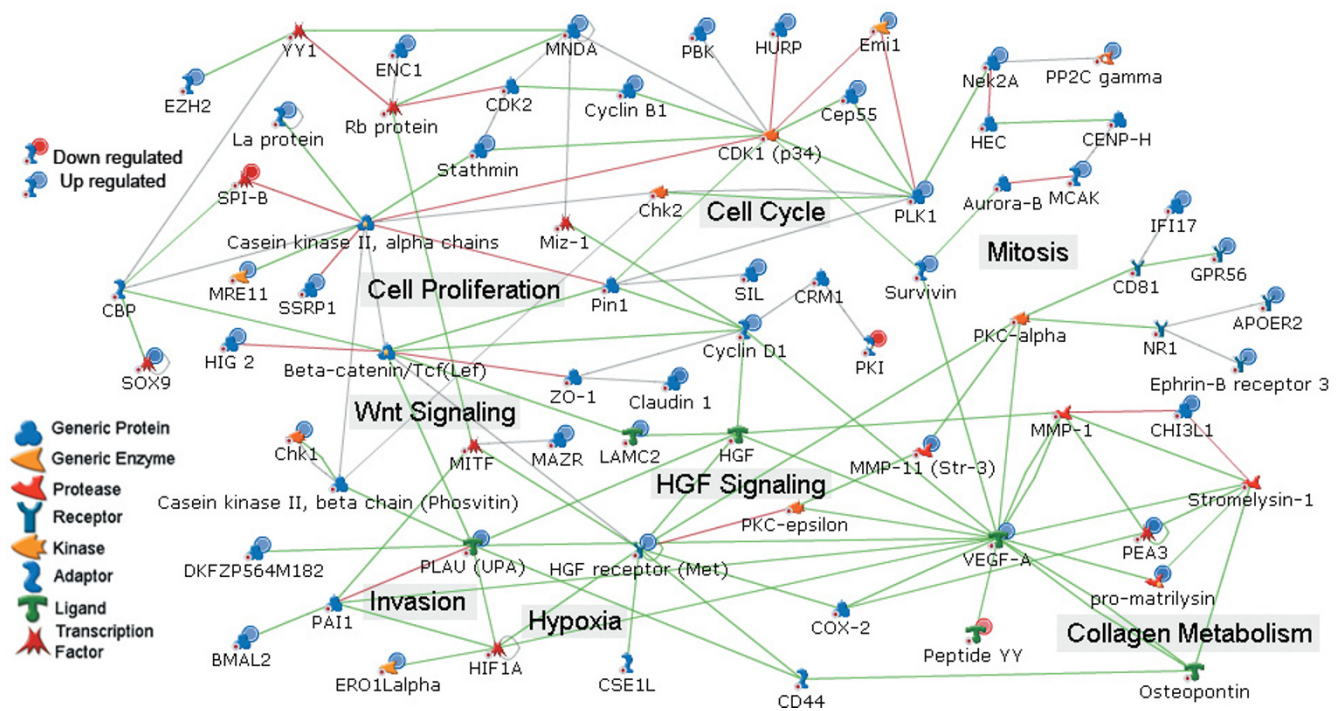 YY1
MNDA
PBK
HURP
Emi1
ENC1
Nek2A
PP2C gamma
EZH2
CDK2
Cyclin B1
Cep55
La protein
Rb protein
HEC
CENP-H
CDK1 (p34)
Down regulated
Up regulated
Stathmin
SPI-B
Chk2
Cell Cycle
PLK1
Aurora-B
MCAK
IFI17
Casein kinase II, alpha chains
Miz-1
Mitosis
GPR56
MRE11
SSRP1
Cell Proliferation
Pin1
SIL
CRM1
Survivin
CD81
CBP
APOER2
PKC-alpha
NR1
HIG 2
Cyclin D1
PKI
SOX9
Beta-catenin/Tcf(Lef)
ZO-1
Claudin 1
Ephrin-B receptor 3
Wnt Signaling
MMP-1
CHI3L1
Generic Protein
Generic Enzyme
Protease
Receptor
Kinase
Adaptor
Ligand
Transcription
Factor
Chk1
MITF
MAZR
LAMC2
HGF
MMP-11 (Str-3)
HGF Signaling
Stromelysin-1
Casein kinase II, beta chain (Phosvitin)
PKC-epsilon
DKFZP564M182
PLAU (UPA)
HGF receptor (Met)
VEGF-A
PEA3
Invasion
pro-matrilysin
PAI1
Hypoxia
COX-2
Collagen Metabolism
BMAL2
HIF1A
Peptide YY
ERO1Lalpha
CSE1L
CD44
Osteopontin